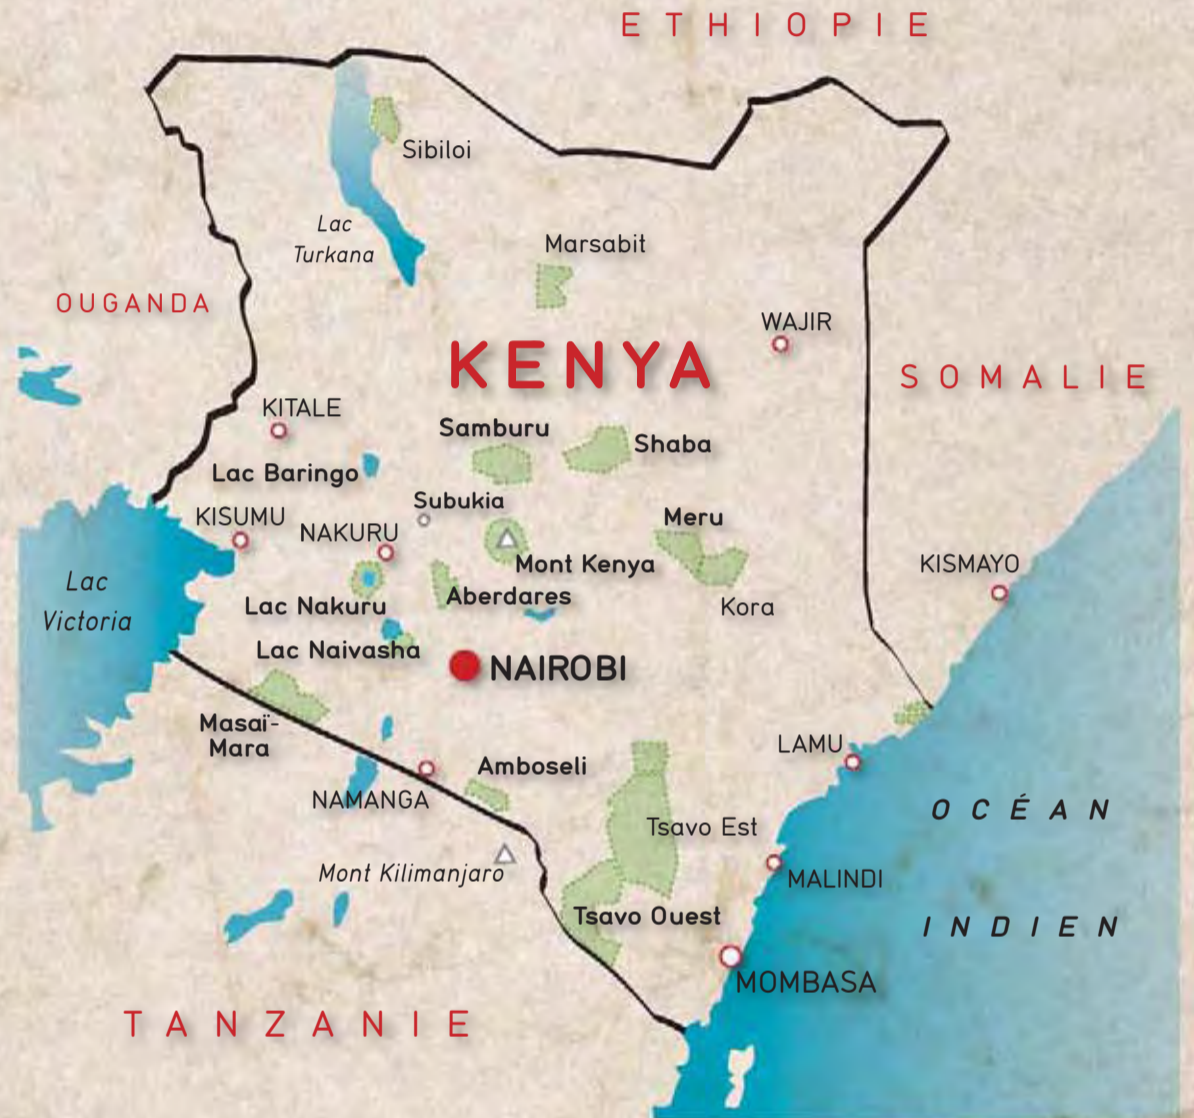 ETHIOPIE
Sibiloi
Lac
Turkana
Marsabit
OUGANDA
WAJIR
KENYA
SOMALIE
KITALE
Samburu
Shaba
Lac Baringo
Subukia
KISUMU
NAKURU
Meru
Mont Kenya
KISMAYO
Lac
Victoria
Lac Nakuru
Aberdares
Kora
Lac Naivasha
NAIROBI
Masaï-
Mara
LAMU
Amboseli
NAMANGA
OCÉAN
Tsavo Est
Mont Kilimanjaro
MALINDI
Tsavo Ouest
INDIEN
MOMBASA
TANZANIE